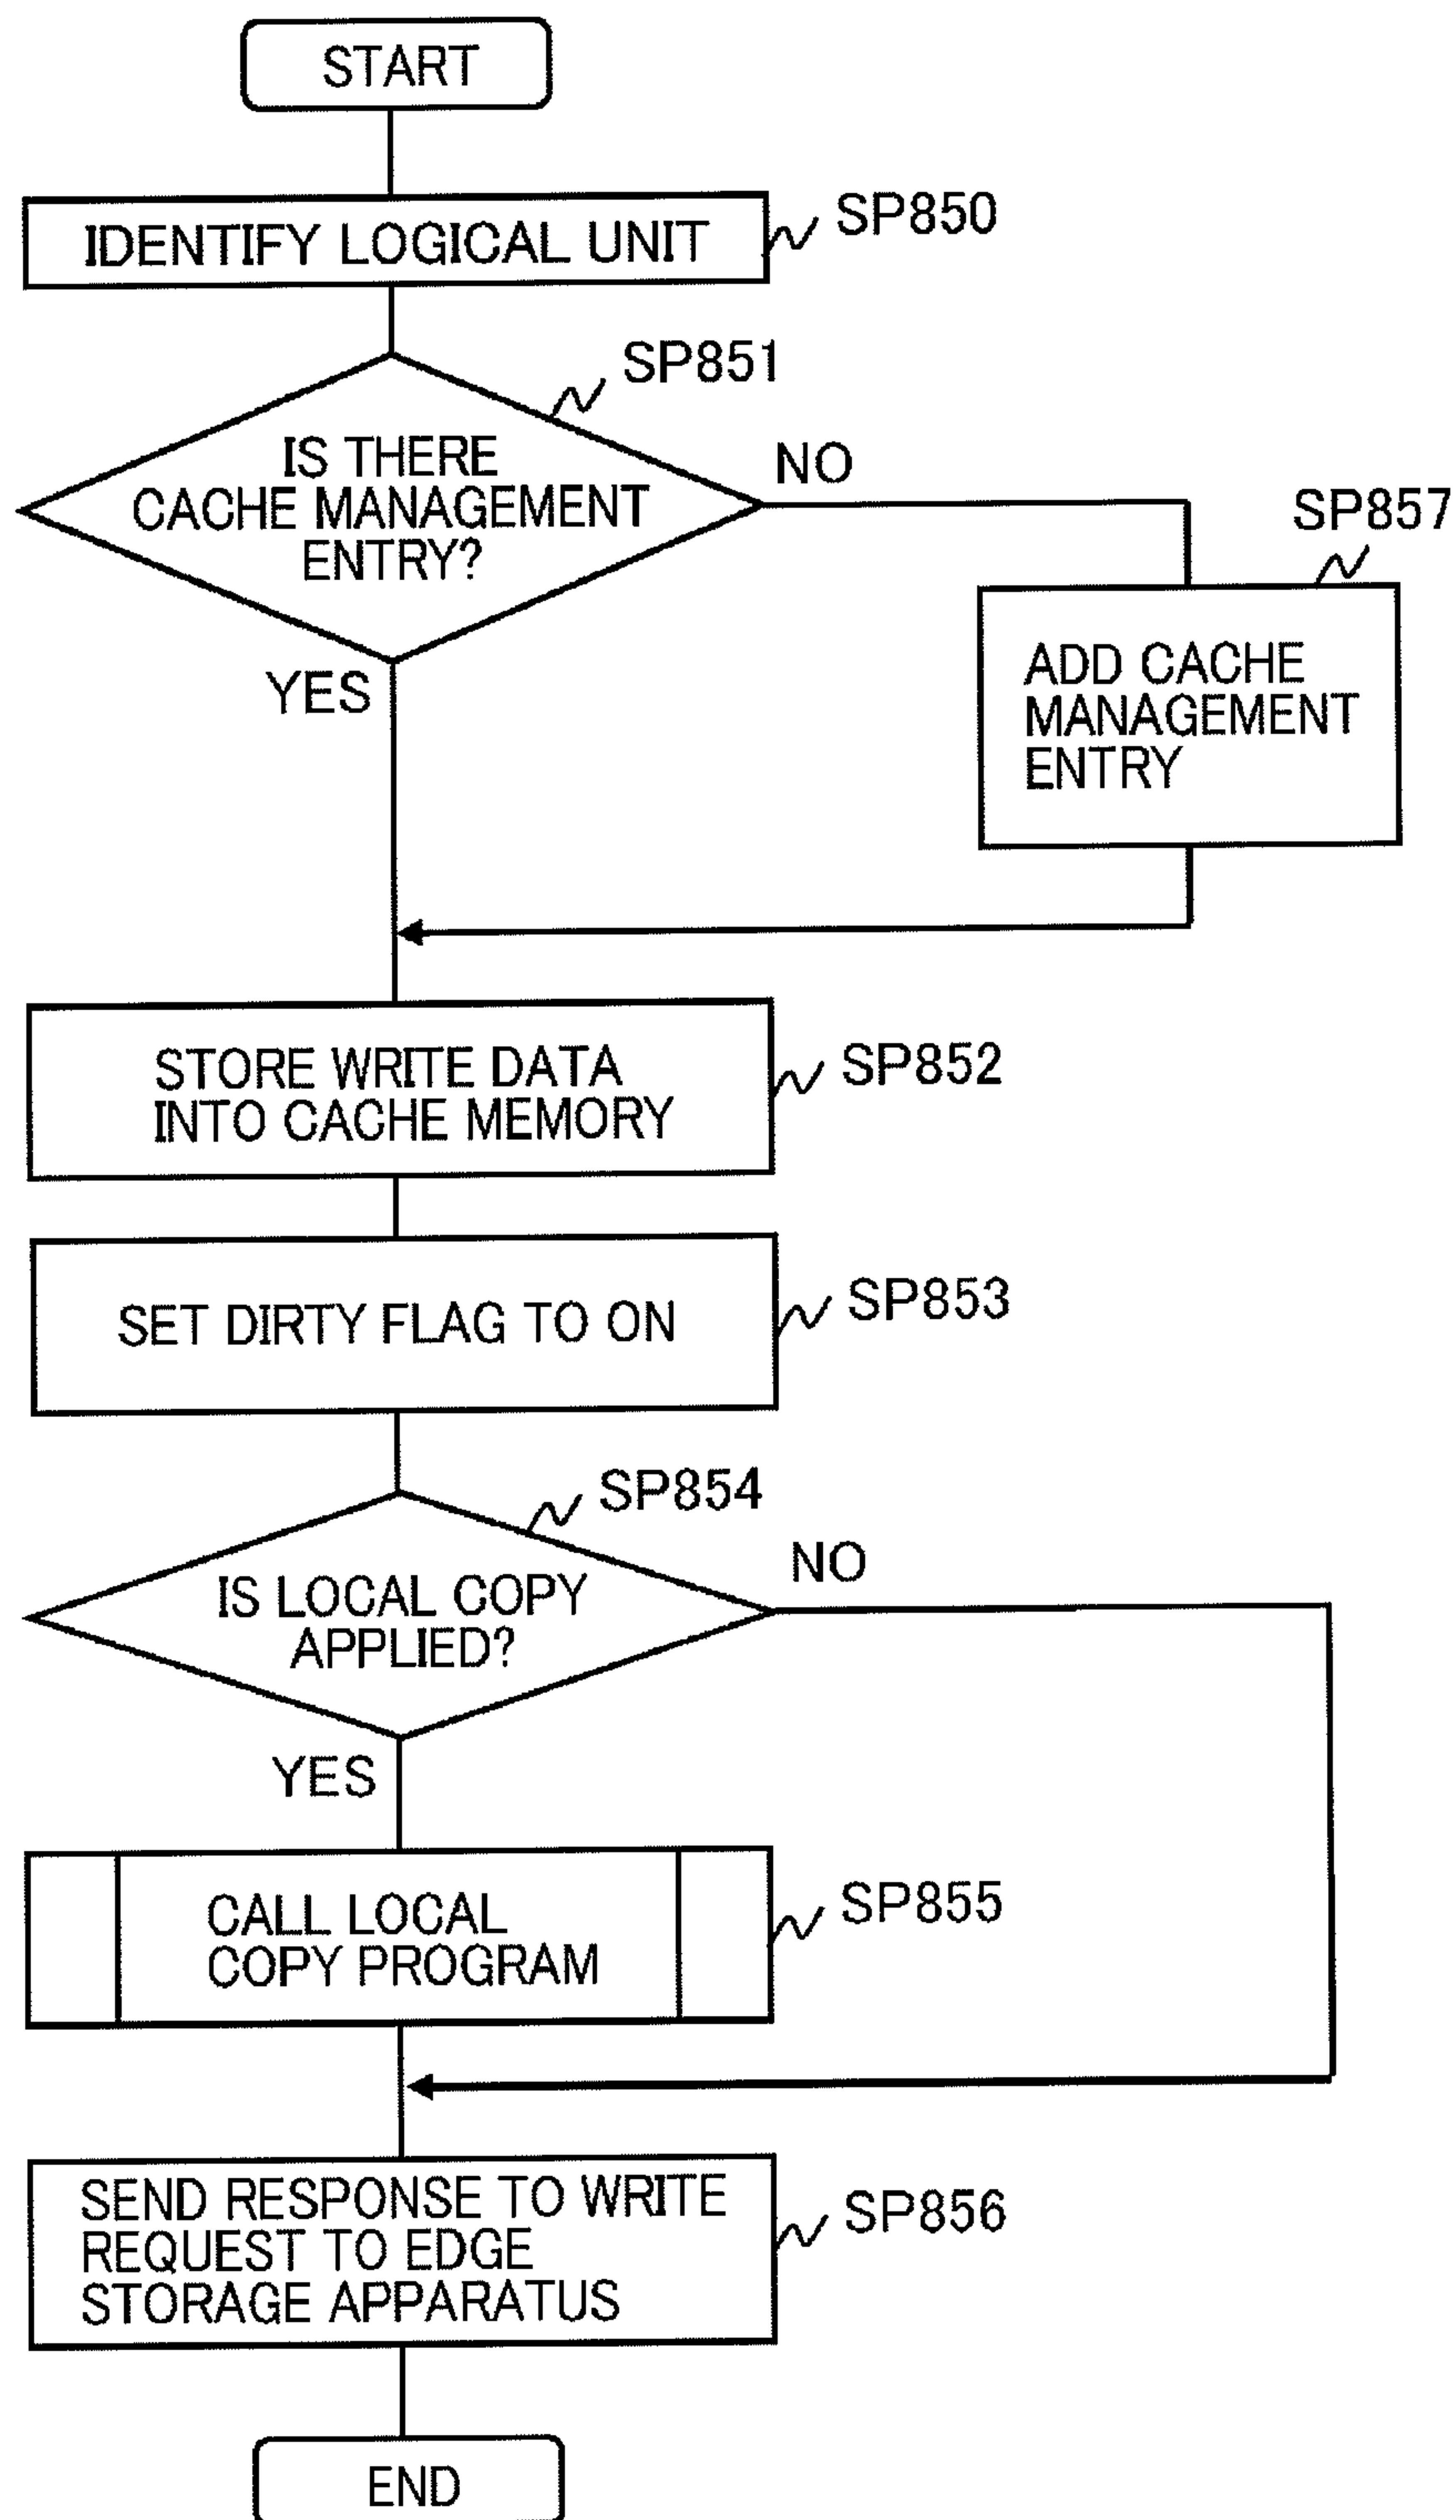 START
IDENTIFY LOGICAL UNIT
SP850
SP851
IS THERE
CACHE MANAGEMENT
ENTRY?
NO
YES
SP857
ADD CACHE
MANAGEMENT
ENTRY
STORE WRITE DATA
INTO CACHE MEMORY
SP852
SET DIRTY FLAG TO ON
SP853
SP854
IS LOCAL COPY
APPLIED?
NO
YES
CALL LOCAL
COPY PROGRAM
SP855
SEND RESPONSE TO WRITE
REQUEST TO EDGE
STORAGE APPARATUS
SP856
END